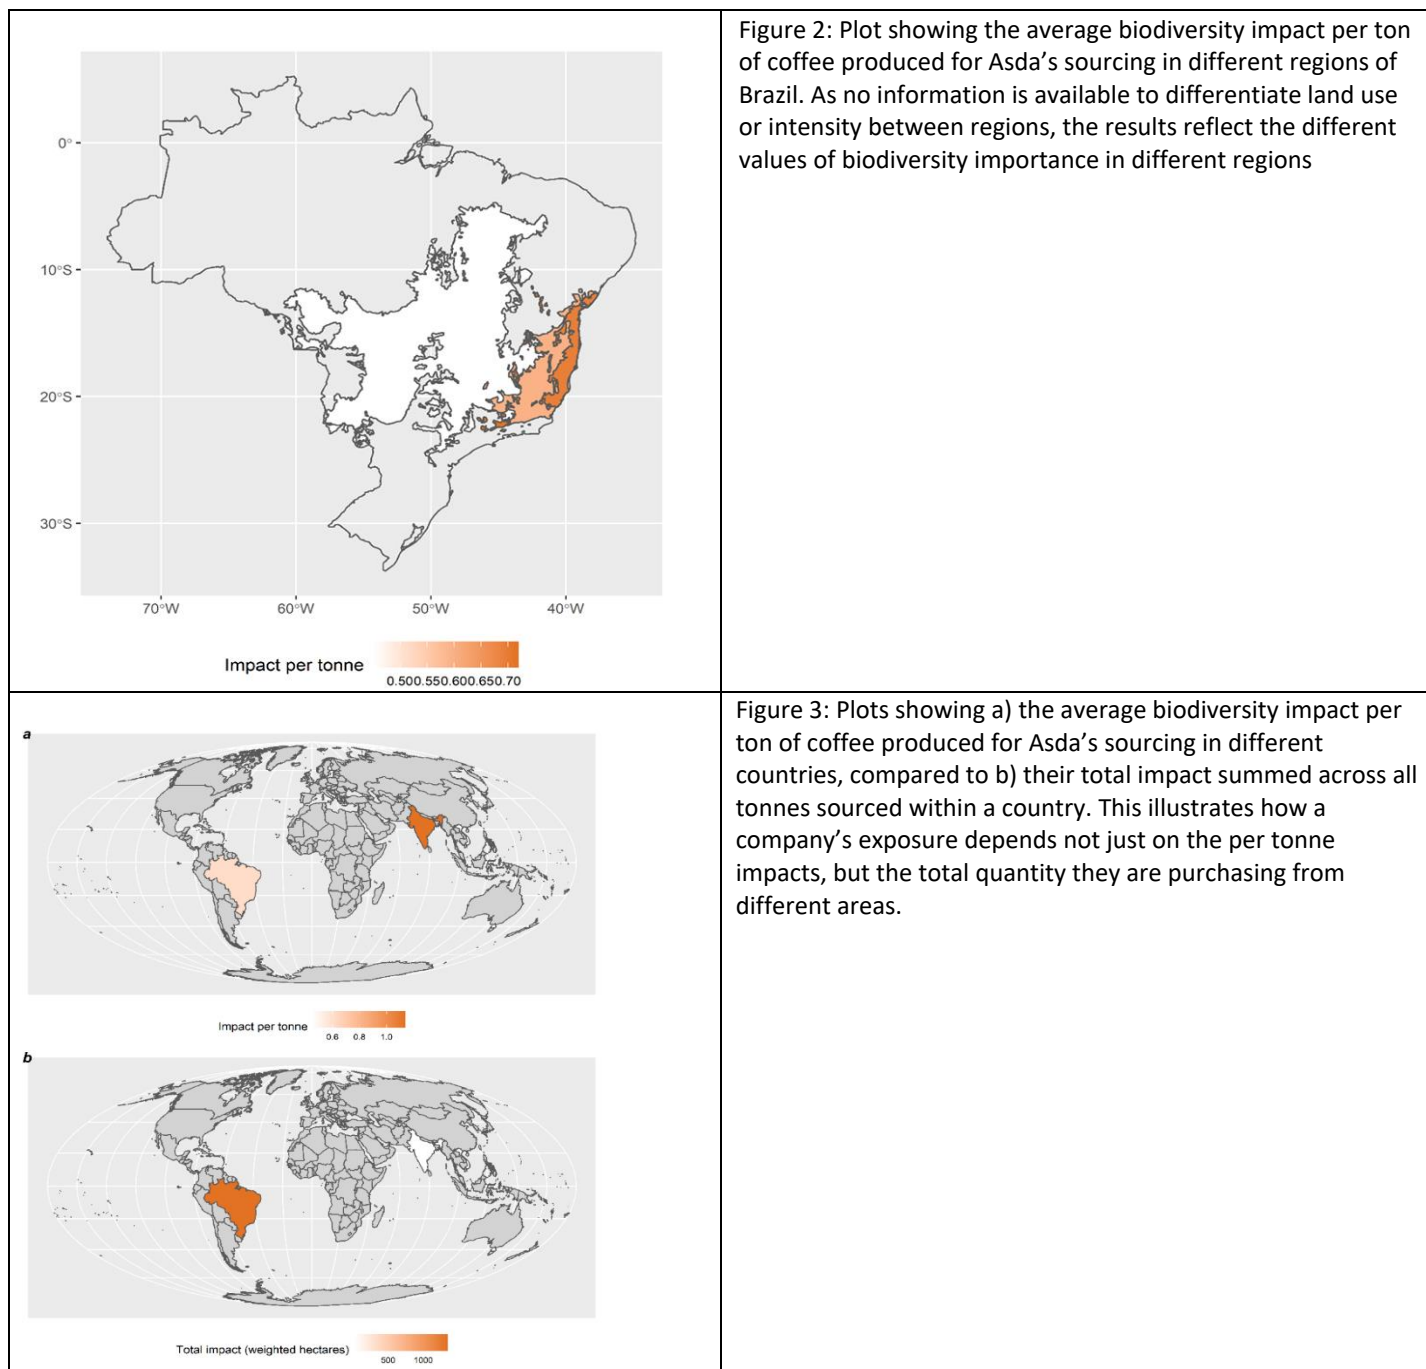 Figure 2: Plot showing the average biodiversity impact per ton
of coffee produced for Asda’s sourcing in different regions of
Brazil. As no information is available to differentiate land use
or intensity between regions, the results reflect the different
values of biodiversity importance in different regions
0°
10°S
20°S
30°S
70°W 60°W 50°W 40°W
Impact per tonne
0.500.550.600.650.70
Figure 3: Plots showing a) the average biodiversity impact per
ton of coffee produced for Asda’s sourcing in different
countries, compared to b) their total impact summed across all
tonnes sourced within a country. This illustrates how a
company’s exposure depends not just on the per tonne
impacts, but the total quantity they are purchasing from
different areas.
a
Impact per tonne
0.6 0.8 1.0
b
Total impact (weighted hectares)
500 1000